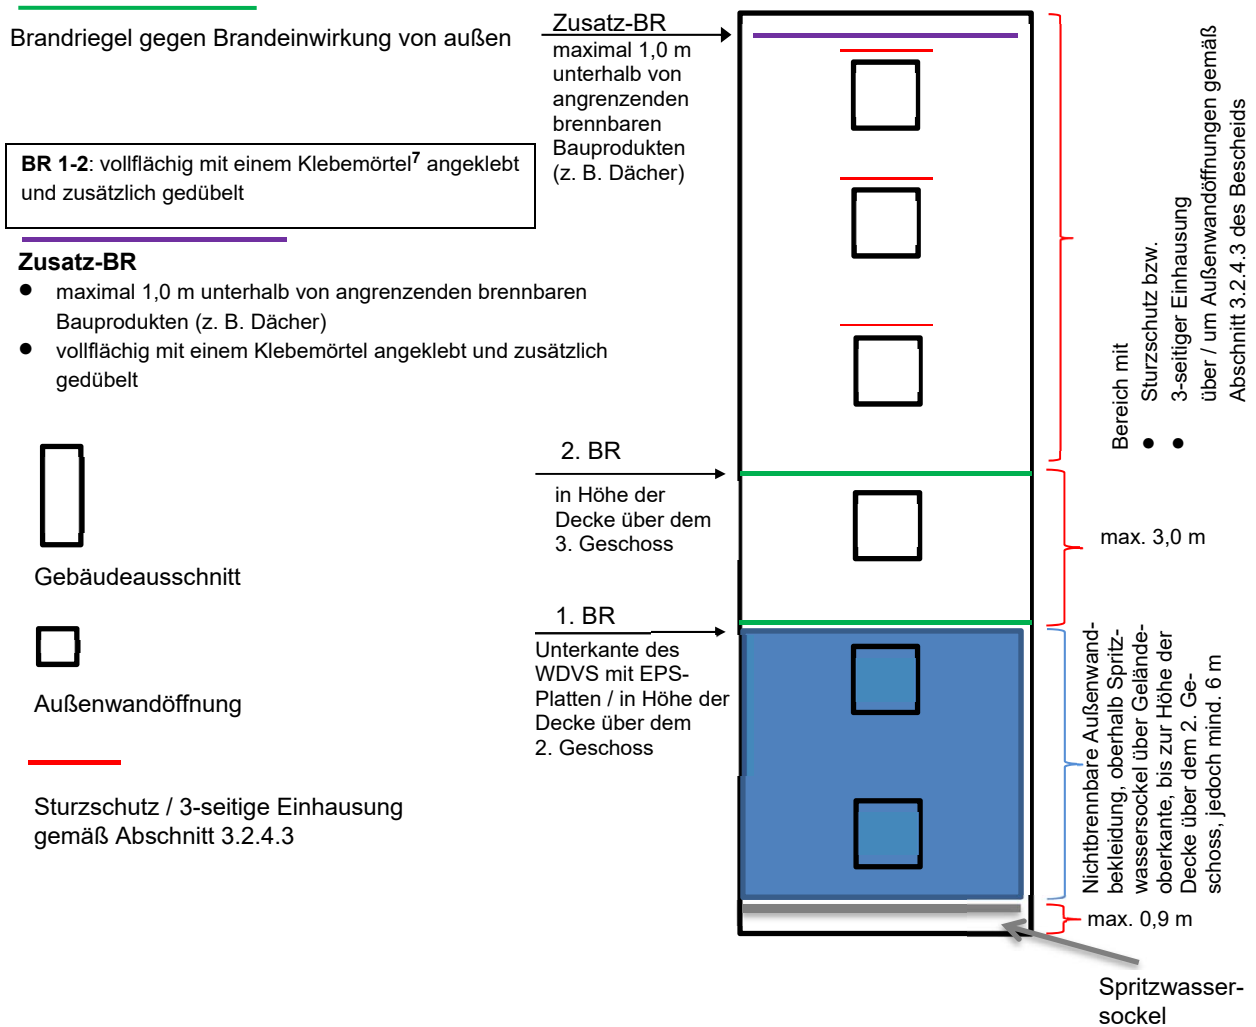 Brandriegel gegen Brandeinwirkung von außen
BR 1-2: vollflächig mit einem Klebemörtel⁷ angeklebt
und zusätzlich gedübelt
Zusatz-BR
● maximal 1,0 m unterhalb von angrenzenden brennbaren
Bauprodukten (z. B. Dächer)
● vollflächig mit einem Klebemörtel angeklebt und zusätzlich
gedübelt
Gebäudeausschnitt
Außenwandöffnung
Sturzschutz / 3-seitige Einhausung
gemäß Abschnitt 3.2.4.3
Zusatz-BR
maximal 1,0 m
unterhalb von
angrenzenden
brennbaren
Bauprodukten
(z. B. Dächer)
2. BR
in Höhe der
Decke über dem
3. Geschoss
1. BR
Unterkante des
WDVS mit EPS-
Platten / in Höhe der
Decke über dem
2. Geschoss
Bereich mit
● Sturzschutz bzw.
● 3-seitiger Einhausung
über / um Außenwandöffnungen gemäß
Abschnitt 3.2.4.3 des Bescheids
max. 3,0 m
Nichtbrennbare Außenwand-
bekleidung, oberhalb Spritz-
wassersockel über Gelände-
oberkante, bis zur Höhe der
Decke über dem 2. Ge-
schoss, jedoch mind. 6 m
max. 0,9 m
Spritzwasser-
sockel